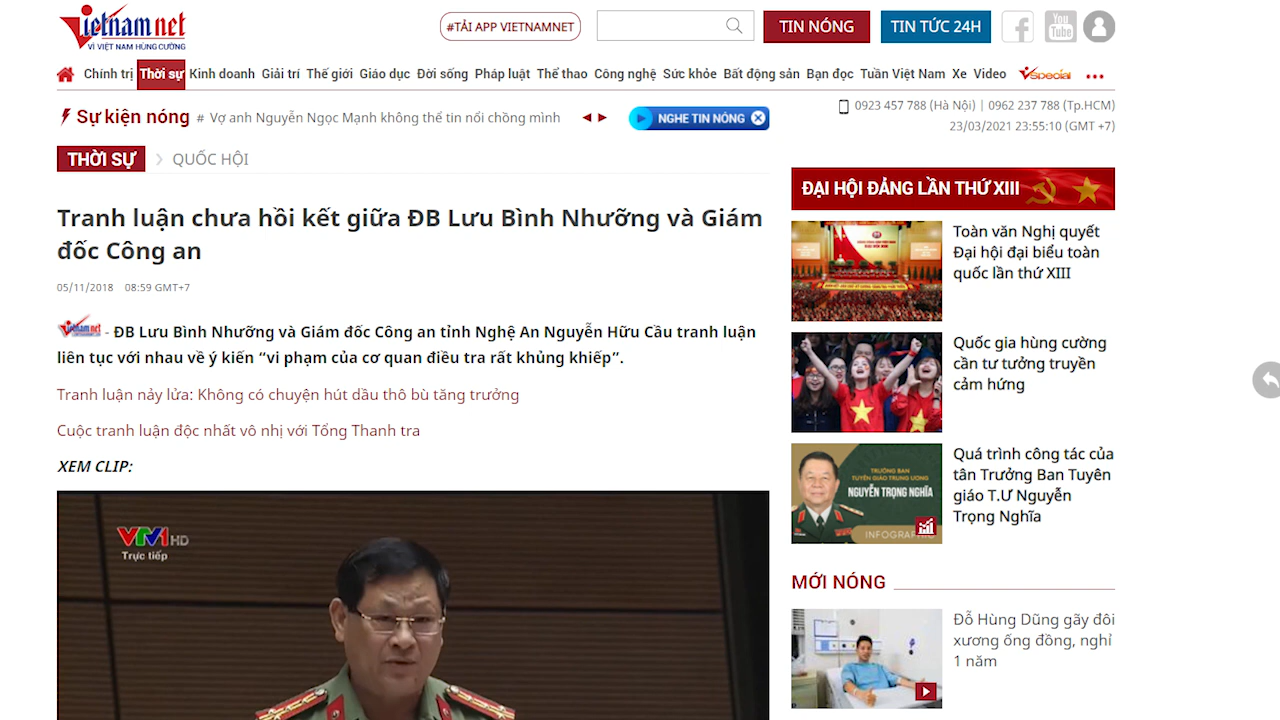 Vietnamnet
VÌ VIỆT NAM HÙNG CƯỜNG
#TẢI APP VIETNAMNET
TIN NÓNG
TIN TỨC 24H
You
Tube
Chính trị Thời sự Kinh doanh Giải trí Thế giới Giáo dục Đời sống Pháp luật Thể thao Công nghệ Sức khỏe Bất động sản Bạn đọc Tuần Việt Nam Xe Video Vspecial
Sự kiện nóng # Vợ anh Nguyễn Ngọc Mạnh không thể tin nổi chồng mình
NGHE TIN NÓNG
0923 457 788 (Hà Nội) | 0962 237 788 (Tp.HCM)
23/03/2021 23:55:10 (GMT +7)
THỜI SỰ QUỐC HỘI
Tranh luận chưa hồi kết giữa ĐB Lưu Bình Nhưỡng và Giám
đốc Công an
05/11/2018 08:59 GMT+7
Vietnamnet - ĐB Lưu Bình Nhưỡng và Giám đốc Công an tỉnh Nghệ An Nguyễn Hữu Cầu tranh luận
liên tục với nhau về ý kiến “vi phạm của cơ quan điều tra rất khủng khiếp”.
Tranh luận nảy lửa: Không có chuyện hút dầu thô bù tăng trưởng
Cuộc tranh luận độc nhất vô nhị với Tổng Thanh tra
XEM CLIP:
VTV1 HD
Trực tiếp
ĐẠI HỘI ĐẢNG LẦN THỨ XIII
Toàn văn Nghị quyết
Đại hội đại biểu toàn
quốc lần thứ XIII
Quốc gia hùng cường
cần tư tưởng truyền
cảm hứng
TRƯỞNG BAN
TUYÊN GIÁO TRUNG ƯƠNG
NGUYỄN TRỌNG NGHĨA
INFOGRAPHIC
Quá trình công tác của
tân Trưởng Ban Tuyên
giáo T.Ư Nguyễn
Trọng Nghĩa
MỚI NÓNG
Đỗ Hùng Dũng gãy đôi
xương ống đồng, nghỉ
1 năm